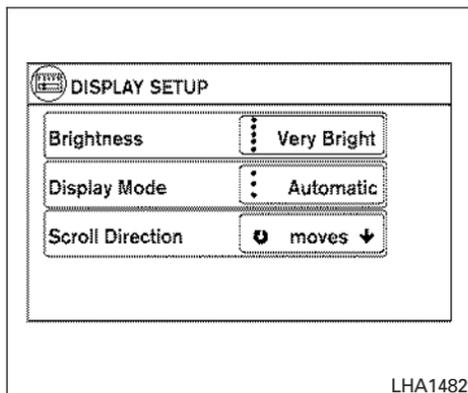 DISPLAY SETUP
Brightness Very Bright
Display Mode Automatic
Scroll Direction moves
LHA1482